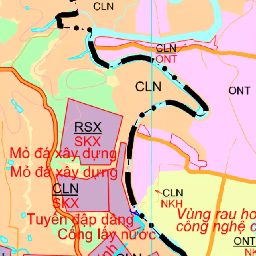 CLN
CLN
ONT
CLN
ONT
RSX
SKX
Mỏ đá xây dựng
Mỏ đá xây dựng
CLN
SKX
CLN
NKH
Tuyến đập dâng
Cống lấy nước
Vùng rau ho
công nghệ c
ONT
NK